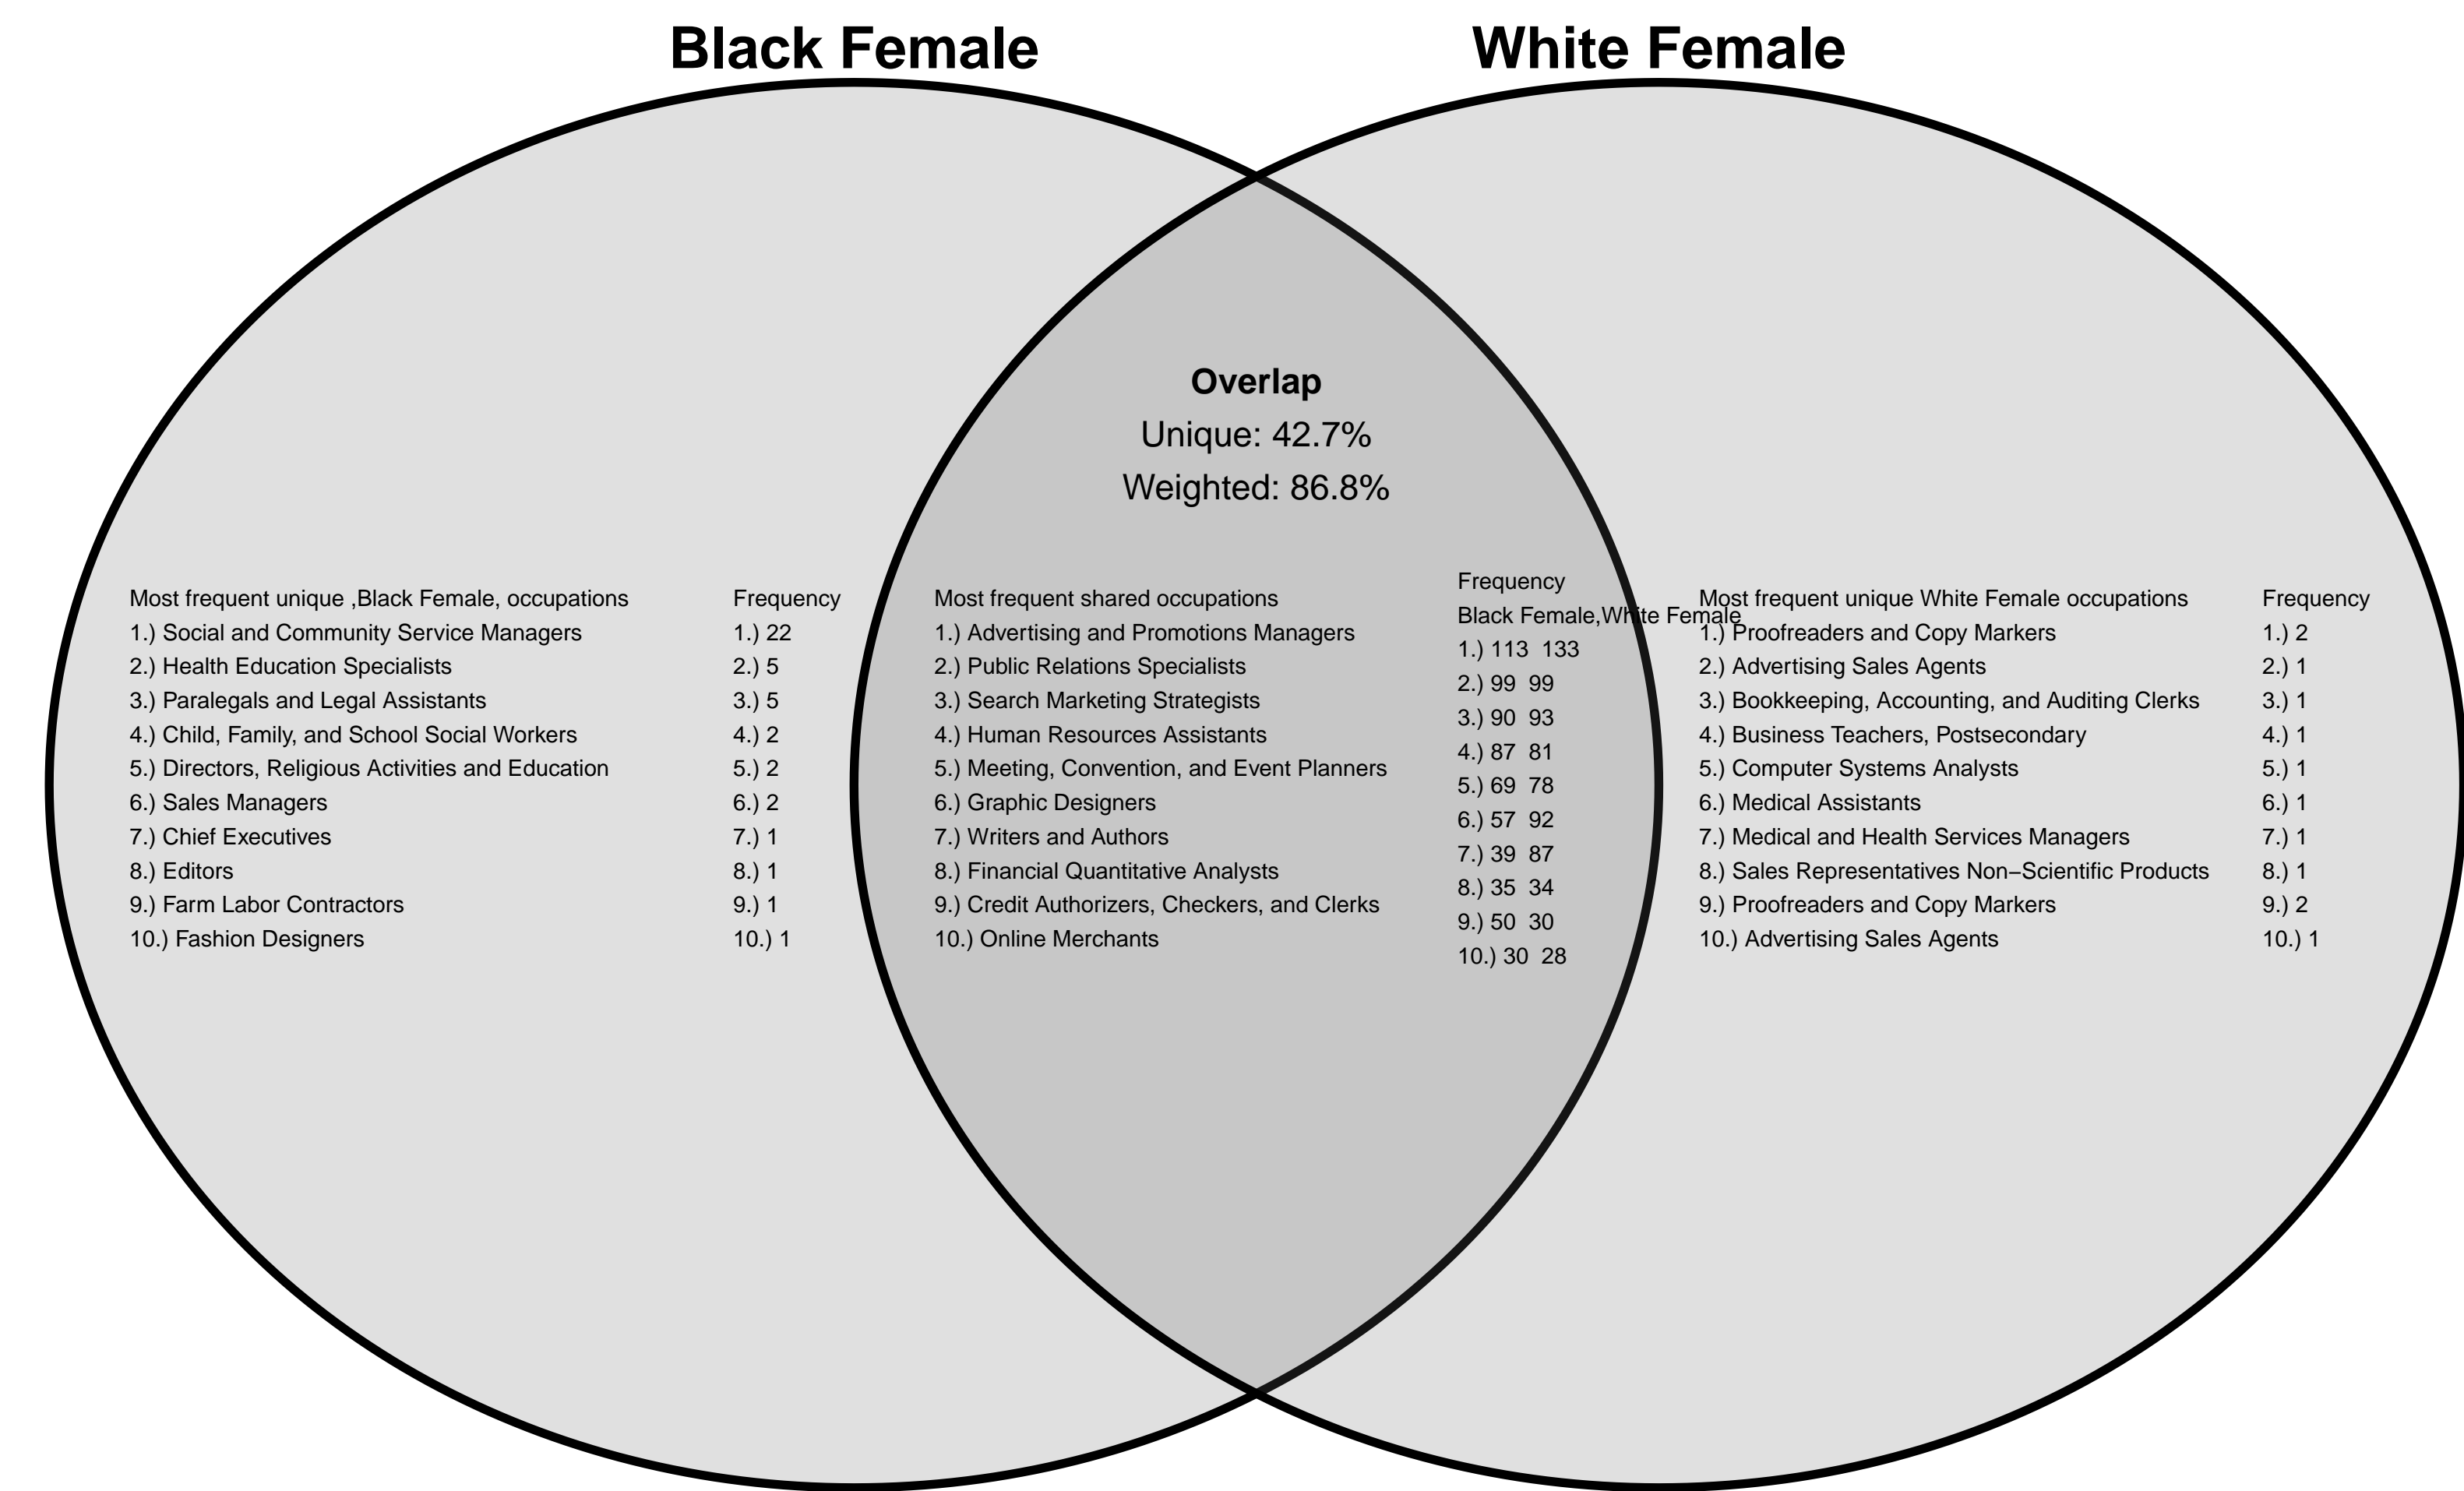 Black Female
White Female
Overlap
Unique: 42.7%
Weighted: 86.8%
Most frequent unique ,Black Female, occupations
1.) Social and Community Service Managers
2.) Health Education Specialists
3.) Paralegals and Legal Assistants
4.) Child, Family, and School Social Workers
5.) Directors, Religious Activities and Education
6.) Sales Managers
7.) Chief Executives
8.) Editors
9.) Farm Labor Contractors
10.) Fashion Designers
Frequency
1.) 22
2.) 5
3.) 5
4.) 2
5.) 2
6.) 2
7.) 1
8.) 1
9.) 1
10.) 1
Most frequent shared occupations
1.) Advertising and Promotions Managers
2.) Public Relations Specialists
3.) Search Marketing Strategists
4.) Human Resources Assistants
5.) Meeting, Convention, and Event Planners
6.) Graphic Designers
7.) Writers and Authors
8.) Financial Quantitative Analysts
9.) Credit Authorizers, Checkers, and Clerks
10.) Online Merchants
Frequency
Black Female,White Female
1.) 113 133
2.) 99 99
3.) 90 93
4.) 87 81
5.) 69 78
6.) 57 92
7.) 39 87
8.) 35 34
9.) 50 30
10.) 30 28
Most frequent unique White Female occupations
1.) Proofreaders and Copy Markers
2.) Advertising Sales Agents
3.) Bookkeeping, Accounting, and Auditing Clerks
4.) Business Teachers, Postsecondary
5.) Computer Systems Analysts
6.) Medical Assistants
7.) Medical and Health Services Managers
8.) Sales Representatives Non−Scientific Products
9.) Proofreaders and Copy Markers
10.) Advertising Sales Agents
Frequency
1.) 2
2.) 1
3.) 1
4.) 1
5.) 1
6.) 1
7.) 1
8.) 1
9.) 2
10.) 1